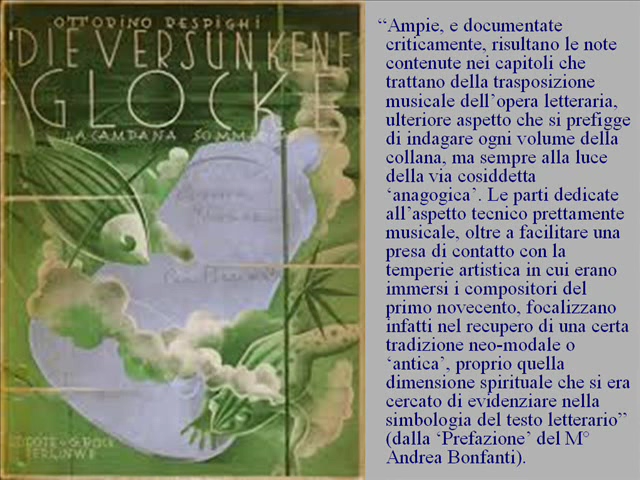 OTTORINO RESPIGHI
DIE VERSUNKENE
GLOCKE
LA CAMPANA SOMM
“Ampie, e documentate
criticamente, risultano le note
contenute nei capitoli che
trattano della trasposizione
musicale dell’opera letteraria,
ulteriore aspetto che si prefigge
di indagare ogni volume della
collana, ma sempre alla luce
della via cosiddetta
‘anagogica’. Le parti dedicate
all’aspetto tecnico prettamente
musicale, oltre a facilitare una
presa di contatto con la
temperie artistica in cui erano
immersi i compositori del
primo novecento, focalizzano
infatti nel recupero di una certa
tradizione neo-modale o
‘antica’, proprio quella
dimensione spirituale che si era
cercato di evidenziare nella
simbologia del testo letterario”
(dalla ‘Prefazione’ del M°
Andrea Bonfanti).